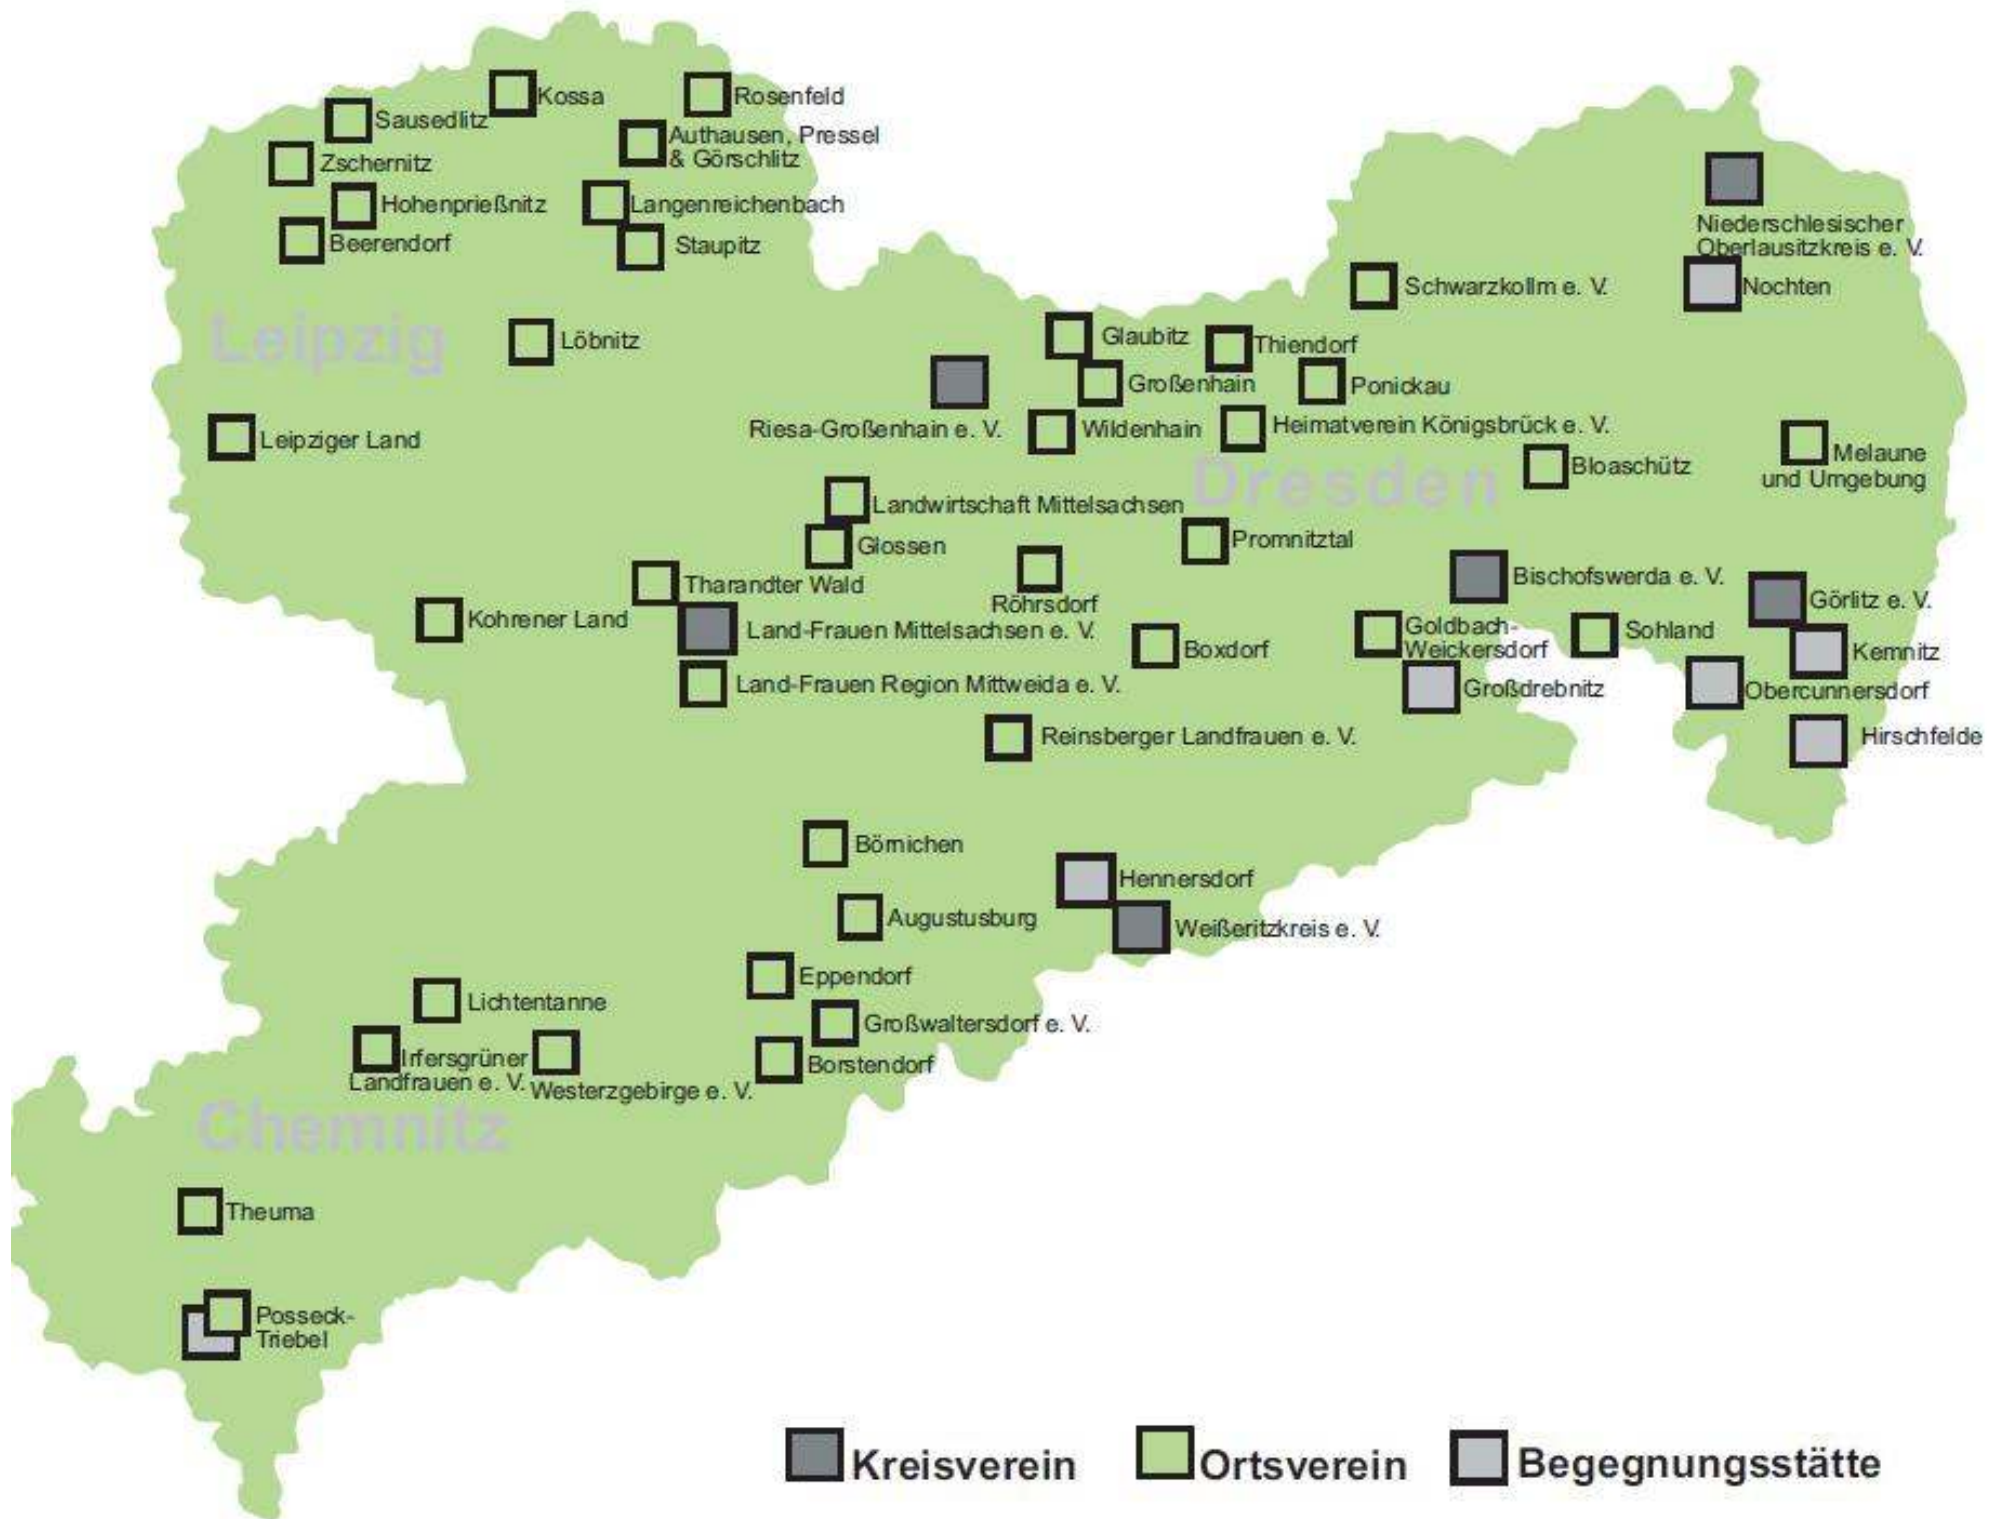 Kossa
Rosenfeld
Sausedlitz
Authausen, Pressel
& Görschlitz
Zschernitz
Hohenprießnitz
Langenreichenbach
Beerendorf
Staupitz
Niederschlesischer
Oberlausitzkreis e. V.
Schwarzkollm e. V.
Nochten
Leipzig
Löbnitz
Glaubitz
Thiendorf
Großenhain
Ponickau
Riesa-Großenhain e. V.
Wildenhain
Heimatverein Königsbrück e. V.
Leipziger Land
Bloaschütz
Melaune
und Umgebung
Dresden
Landwirtschaft Mittelsachsen
Glossen
Promnitztal
Tharandter Wald
Röhrsdorf
Bischofswerda e. V.
Görlitz e. V.
Kohrener Land
Land-Frauen Mittelsachsen e. V.
Boxdorf
Goldbach-
Weickersdorf
Sohland
Kemnitz
Land-Frauen Region Mittweida e. V.
Großdrebnitz
Obercunnersdorf
Reinsberger Landfrauen e. V.
Hirschfelde
Börnichen
Hennersdorf
Augustusburg
Weißeritzkreis e. V.
Eppendorf
Lichtentanne
Großwaltersdorf e. V.
Irfersgrüner
Landfrauen e. V.
Westerzgebirge e. V.
Borstendorf
Chemnitz
Theuma
Posseck-
Triebel
Kreisverein
Ortsverein
Begegnungsstätte